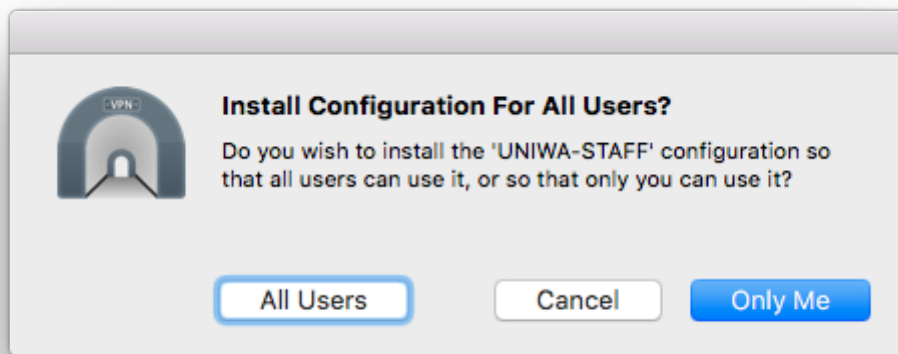 VPN
Install Configuration For All Users?
Do you wish to install the 'UNIWA-STAFF' configuration so
that all users can use it, or so that only you can use it?
All Users
Cancel
Only Me